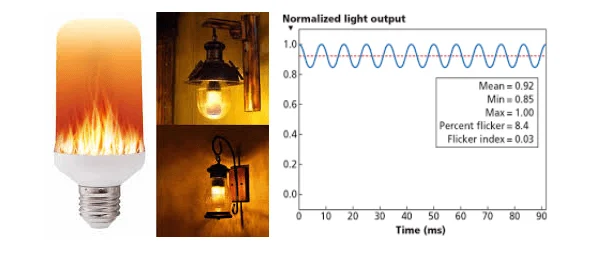 Normalized light output
1.0
0.8
0.6
0.4
0.2
0.0
Mean = 0.92
Min = 0.85
Max = 1.00
Percent flicker = 8.4
Flicker index = 0.03
0 10 20 30 40 50 60 70 80 90
Time (ms)